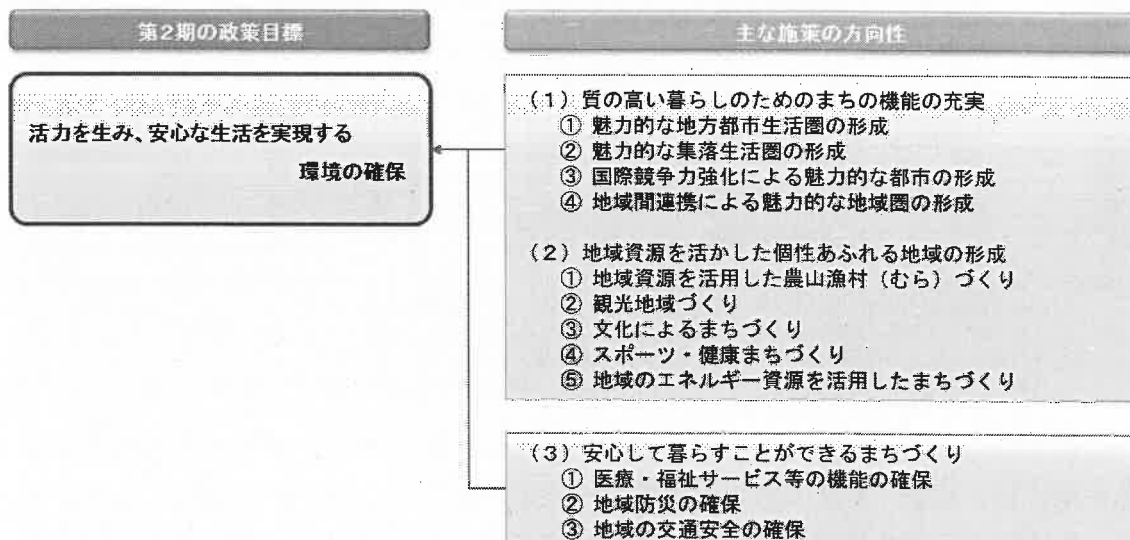 第2期の政策目標
主な施策の方向性
活力を生み、安心な生活を実現する
環境の確保
(1)質の高い暮らしのためのまちの機能の充実
① 魅力的な地方都市生活圏の形成
② 魅力的な集落生活圏の形成
③ 国際競争力強化による魅力的な都市の形成
④ 地域間連携による魅力的な地域圏の形成
(2)地域資源を活かした個性あふれる地域の形成
① 地域資源を活用した農山漁村(むら)づくり
② 観光地域づくり
③ 文化によるまちづくり
④ スポーツ・健康まちづくり
⑤ 地域のエネルギー資源を活用したまちづくり
(3)安心して暮らすことができるまちづくり
① 医療・福祉サービス等の機能の確保
② 地域防災の確保
③ 地域の交通安全の確保